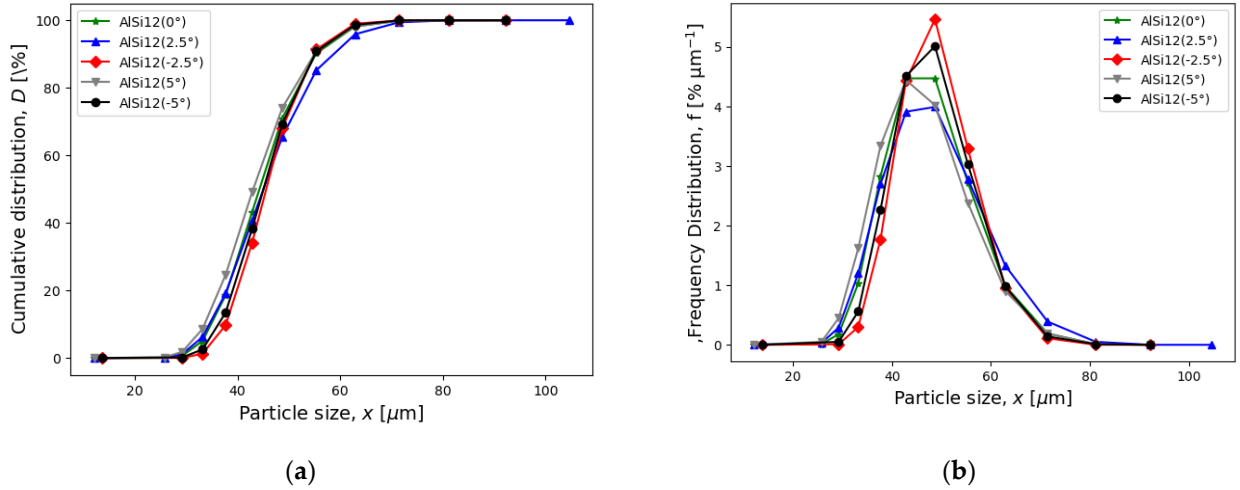 Cumulative distribution, D [\%]
100
80
60
40
20
0
AlSi12(0°)
AlSi12(2.5°)
AlSi12(-2.5°)
AlSi12(5°)
AlSi12(-5°)
20 40 60 80 100
Particle size, x [μm]
(a)
,Frequency Distribution, f [% μm⁻¹]
5
4
3
2
1
0
AlSi12(0°)
AlSi12(2.5°)
AlSi12(-2.5°)
AlSi12(5°)
AlSi12(-5°)
20 40 60 80 100
Particle size, x [μm]
(b)